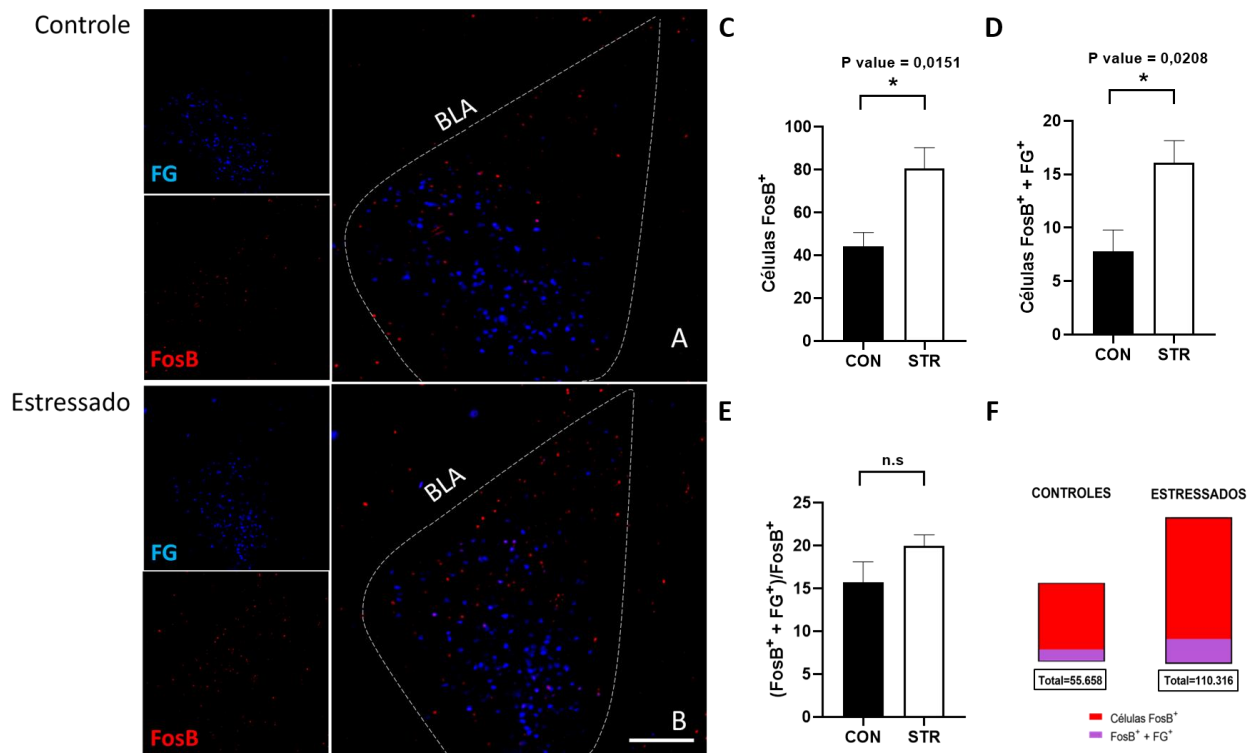 Controle
FG
FosB
BLA
A
Estressado
FG
FosB
BLA
B
C
P value = 0,0151
*
Células FosB⁺
100
80
60
40
20
0
CON STR
D
P value = 0,0208
*
Células FosB⁺ + FG⁺
20
15
10
5
0
CON STR
E
n.s
(FosB⁺ + FG⁺)/FosB⁺
25
20
15
10
5
0
CON STR
F
CONTROLES ESTRESSADOS
Total=55.658 Total=110.316
Células FosB⁺
FosB⁺ + FG⁺